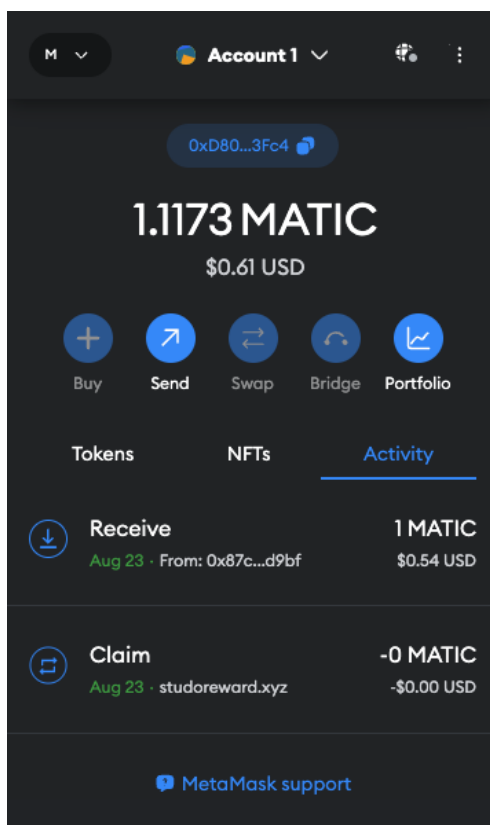 M
Account 1
0xD80...3Fc4
1.1173 MATIC
$0.61 USD
Buy Send Swap Bridge Portfolio
Tokens NFTs Activity
Receive 1 MATIC
Aug 23 · From: 0x87c...d9bf $0.54 USD
Claim -0 MATIC
Aug 23 · studoreward.xyz -$0.00 USD
MetaMask support